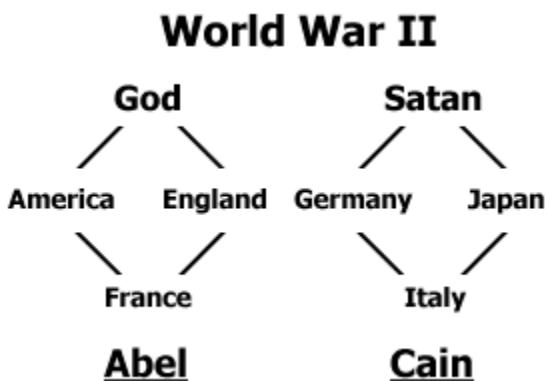 World War II
God Satan
America England Germany Japan
France Italy
Abel Cain